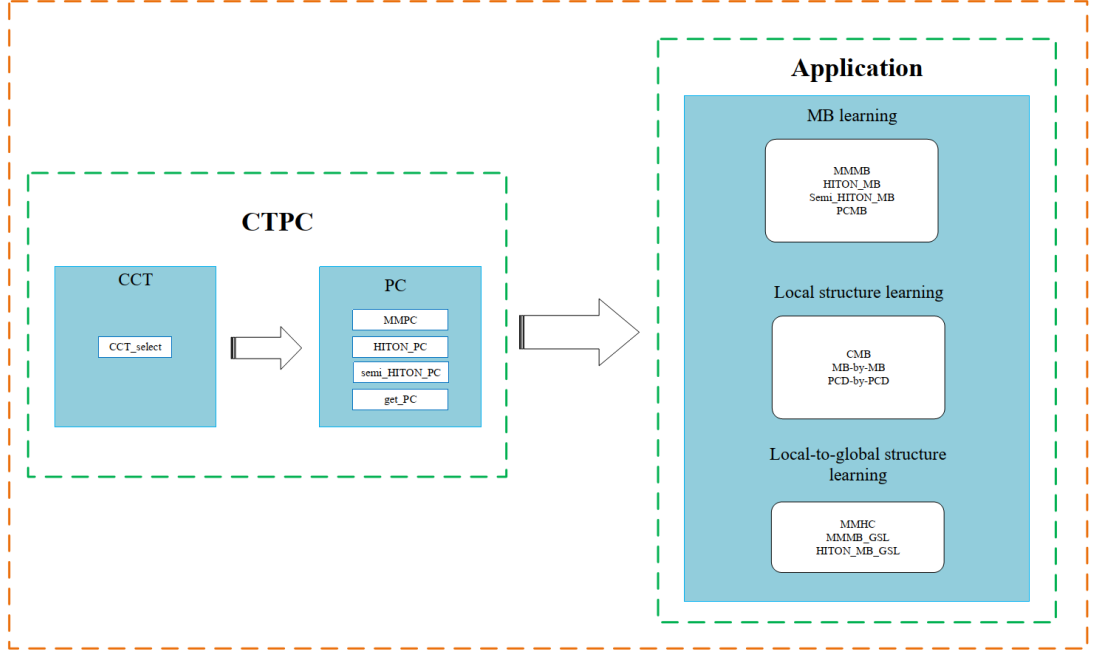 CTPC
CCT
CCT_select
PC
MMPC
HITON_PC
semi_HITON_PC
get_PC
Application
MB learning
MMMB
HITON_MB
Semi_HITON_MB
PCMB
Local structure learning
CMB
MB-by-MB
PCD-by-PCD
Local-to-global structure
learning
MMHC
MMMB_GSL
HITON_MB_GSL